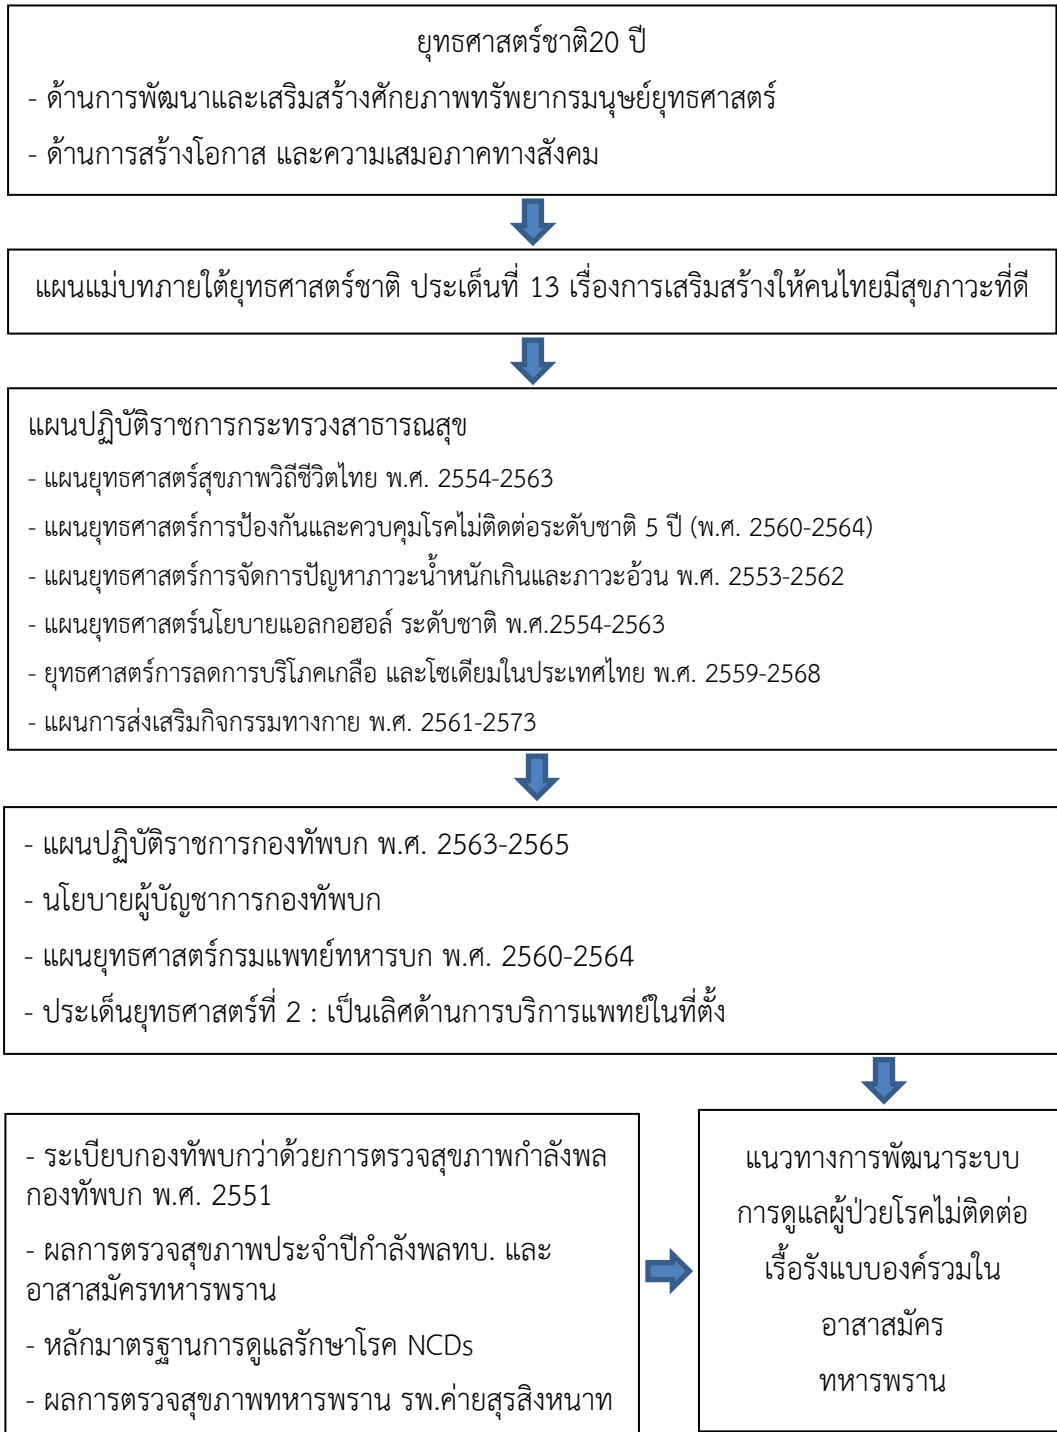 ยุทธศาสตร์ชาติ20 ปี
- ด้านการพัฒนาและเสริมสร้างศักยภาพทรัพยากรมนุษย์ยุทธศาสตร์
- ด้านการสร้างโอกาส และความเสมอภาคทางสังคม
แผนแม่บทภายใต้ยุทธศาสตร์ชาติ ประเด็นที่ 13 เรื่องการเสริมสร้างให้คนไทยมีสุขภาวะที่ดี
แผนปฏิบัติราชการกระทรวงสาธารณสุข
- แผนยุทธศาสตร์สุขภาพวิถีชีวิตไทย พ.ศ. 2554-2563
- แผนยุทธศาสตร์การป้องกันและควบคุมโรคไม่ติดต่อระดับชาติ 5 ปี (พ.ศ. 2560-2564)
- แผนยุทธศาสตร์การจัดการปัญหาภาวะน้ำหนักเกินและภาวะอ้วน พ.ศ. 2553-2562
- แผนยุทธศาสตร์นโยบายแอลกอฮอล์ ระดับชาติ พ.ศ.2554-2563
- ยุทธศาสตร์การลดการบริโภคเกลือ และโซเดียมในประเทศไทย พ.ศ. 2559-2568
- แผนการส่งเสริมกิจกรรมทางกาย พ.ศ. 2561-2573
- แผนปฏิบัติราชการกองทัพบก พ.ศ. 2563-2565
- นโยบายผู้บัญชาการกองทัพบก
- แผนยุทธศาสตร์กรมแพทย์ทหารบก พ.ศ. 2560-2564
- ประเด็นยุทธศาสตร์ที่ 2 : เป็นเลิศด้านการบริการแพทย์ในที่ตั้ง
- ระเบียบกองทัพบกว่าด้วยการตรวจสุขภาพกำลังพล
กองทัพบก พ.ศ. 2551
- ผลการตรวจสุขภาพประจำปีกำลังพลทบ. และ
อาสาสมัครทหารพราน
- หลักมาตรฐานการดูแลรักษาโรค NCDs
- ผลการตรวจสุขภาพทหารพราน รพ.ค่ายสุรสิงหนาท
แนวทางการพัฒนาระบบ
การดูแลผู้ป่วยโรคไม่ติดต่อ
เรื้อรังแบบองค์รวมใน
อาสาสมัคร
ทหารพราน